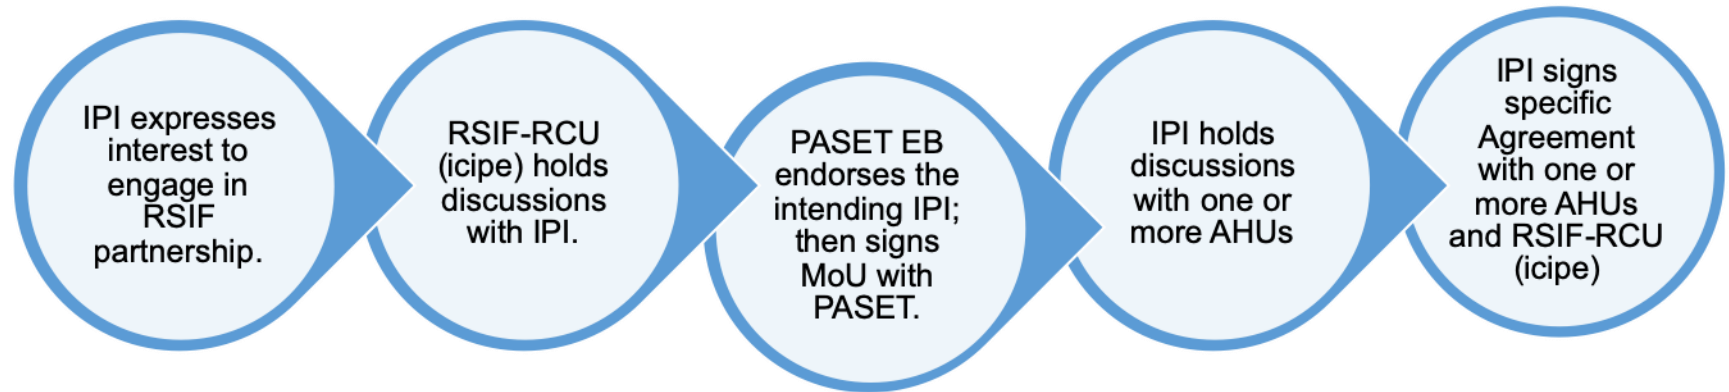 IPI expresses
interest to
engage in
RSIF
partnership.
RSIF-RCU
(icipe) holds
discussions
with IPI.
PASET EB
endorses the
intending IPI;
then signs
MoU with
PASET.
IPI holds
discussions
with one or
more AHUs
IPI signs
specific
Agreement
with one or
more AHUs
and RSIF-RCU
(icipe)